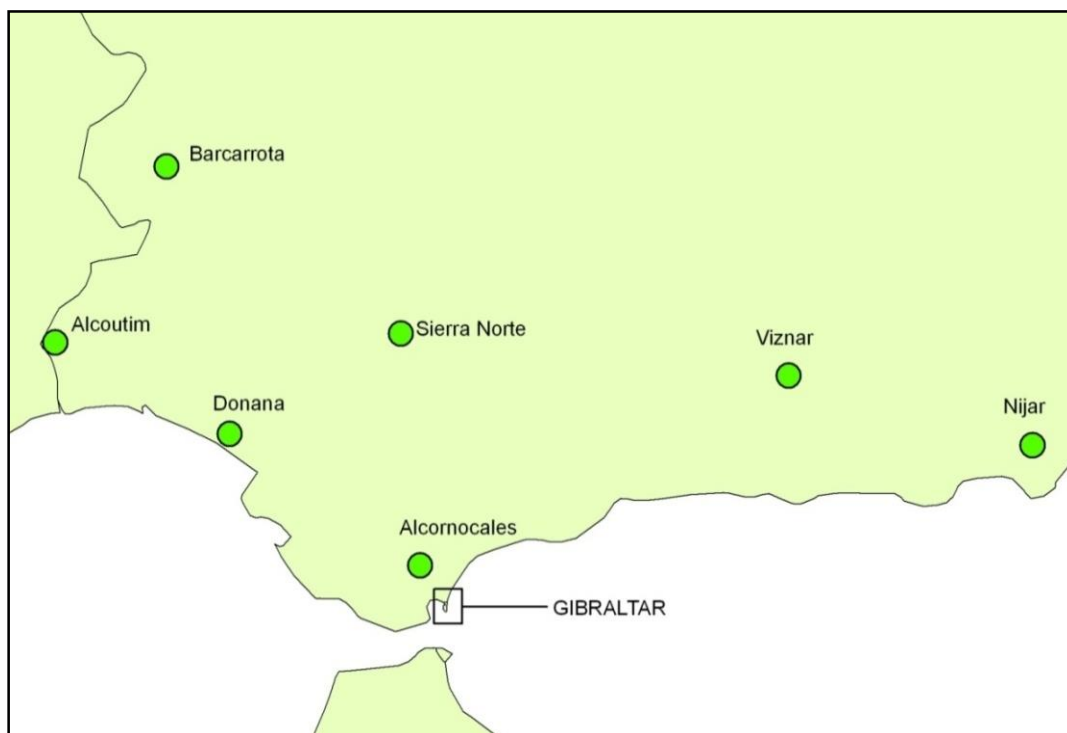 Barcarrota
Alcoutim
Sierra Norte
Viznar
Donana
Nijar
Alcornocales
GIBRALTAR